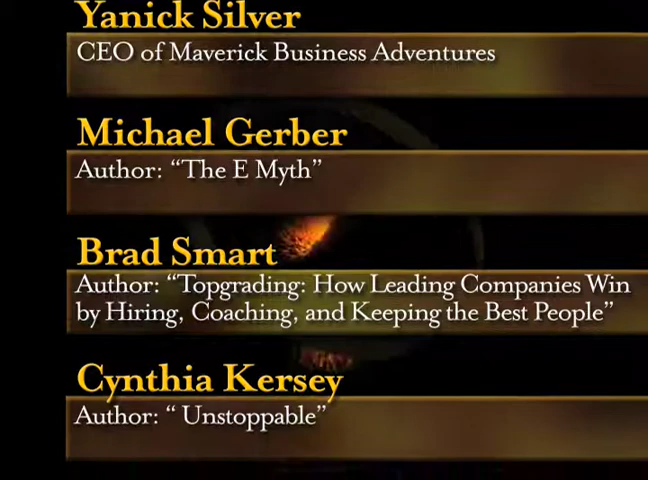 Yanick Silver
CEO of Maverick Business Adventures
Michael Gerber
Author: “The E Myth”
Brad Smart
Author: “Topgrading: How Leading Companies Win
by Hiring, Coaching, and Keeping the Best People”
Cynthia Kersey
Author: “ Unstoppable”